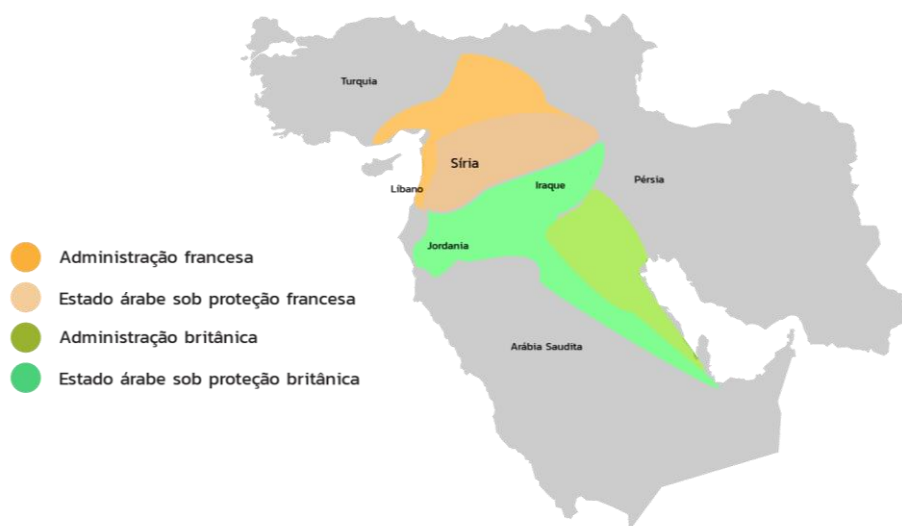 Turquia
Síria
Líbano
Iraque
Pérsia
Jordania
Arábia Saudita
Administração francesa
Estado árabe sob proteção francesa
Administração britânica
Estado árabe sob proteção britânica